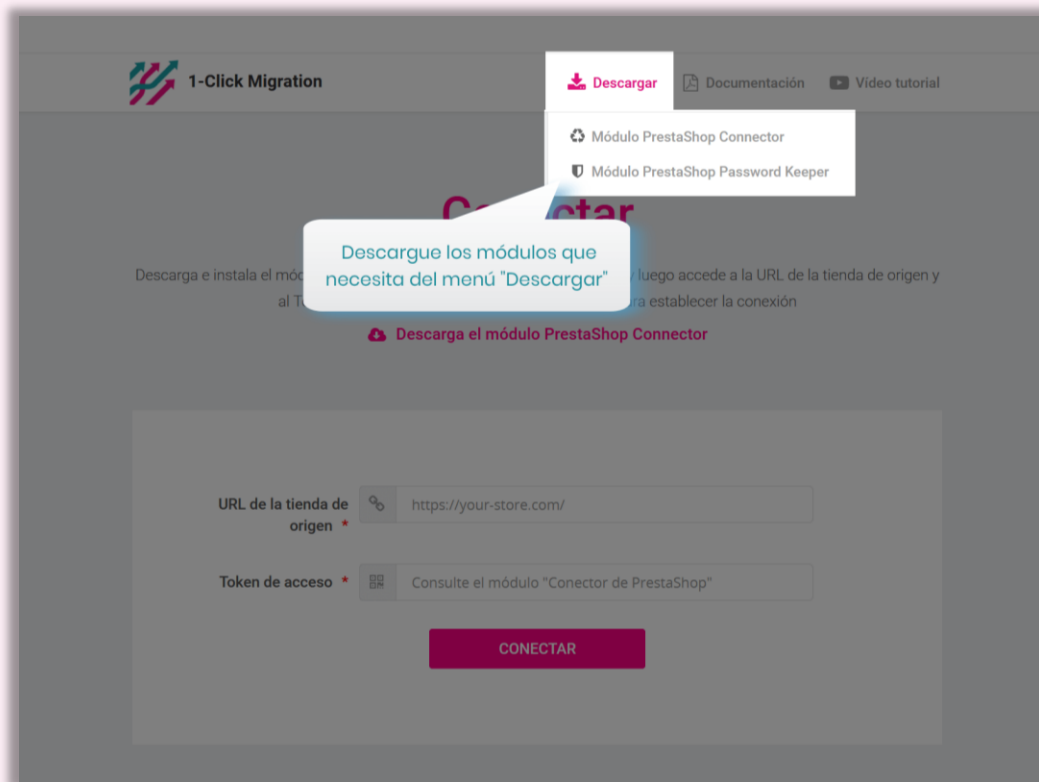 1-Click Migration
Descargar
Documentación
Video tutorial
Módulo PrestaShop Connector
Módulo PrestaShop Password Keeper
Descargue los módulos que
necesita del menú "Descargar"
Descarga e instala el luego accede a la URL de la tienda de origen y
al establecer la conexión
Descarga el módulo PrestaShop Connector
URL de la tienda de
origen *
https://your-store.com/
Token de acceso *
Consulte el módulo "Conector de PrestaShop"
CONECTAR